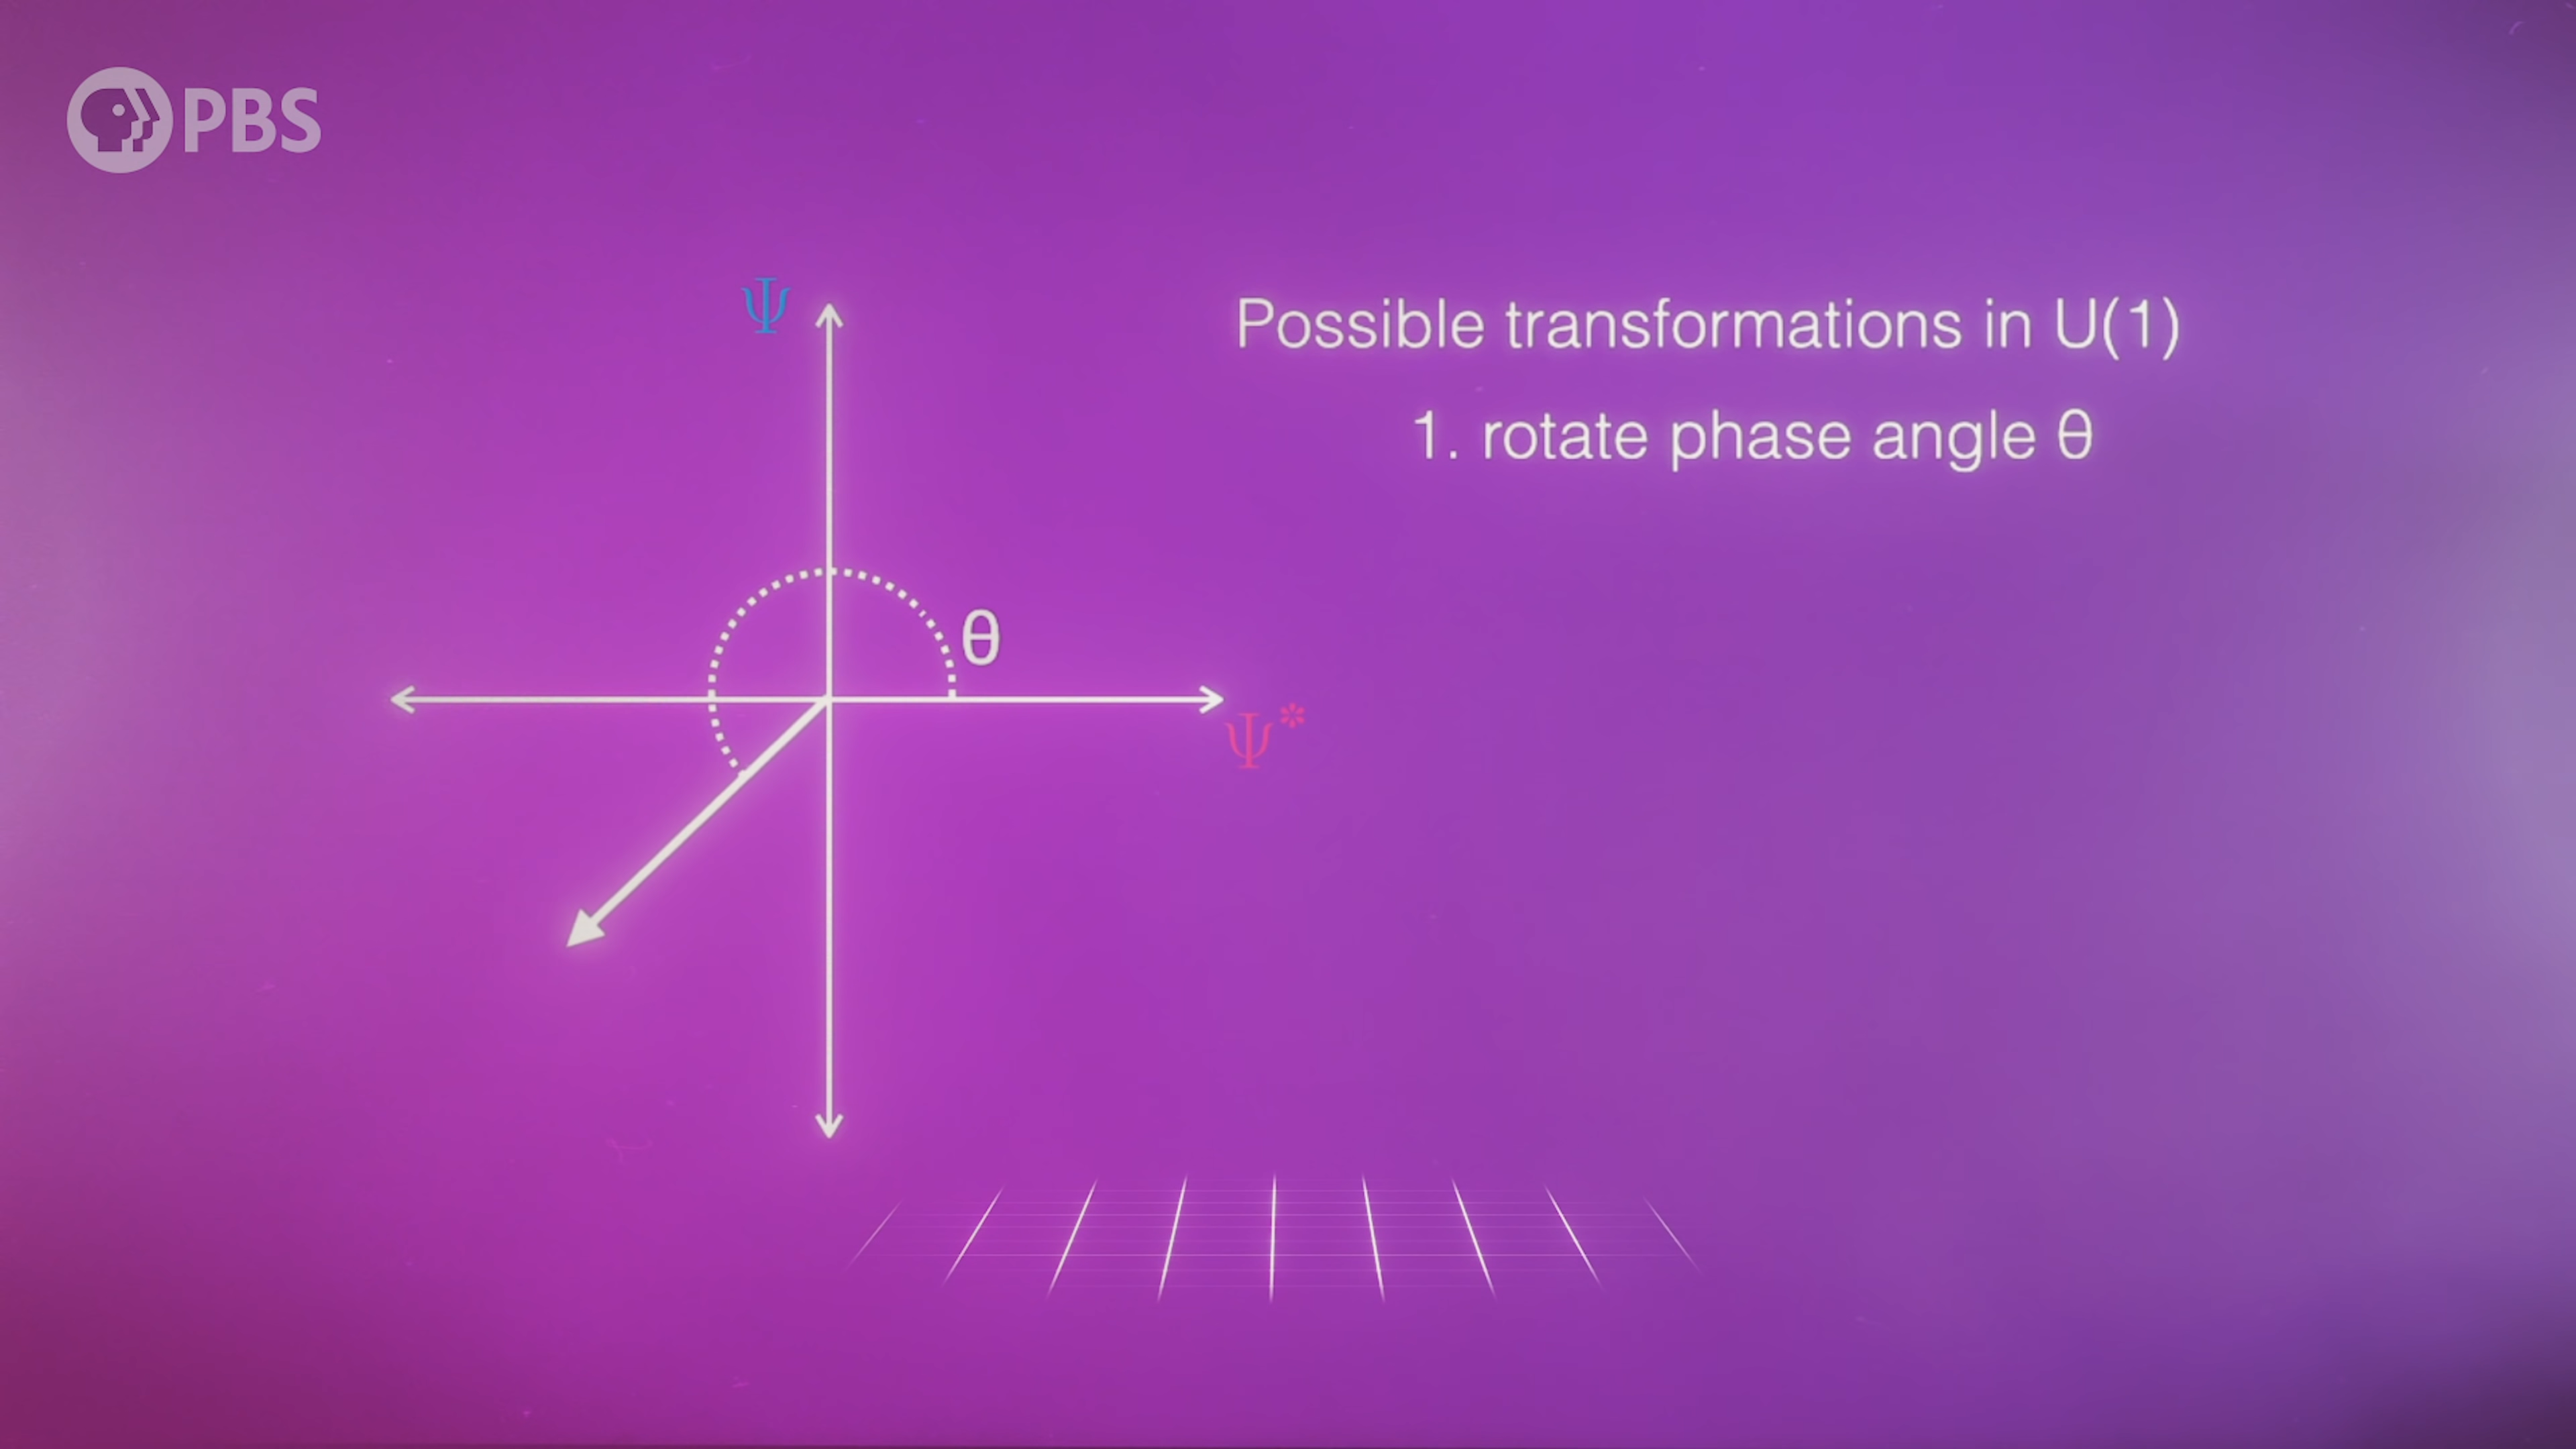 PBS
Ψ
Possible transformations in U(1)
1. rotate phase angle θ
θ
Ψ*